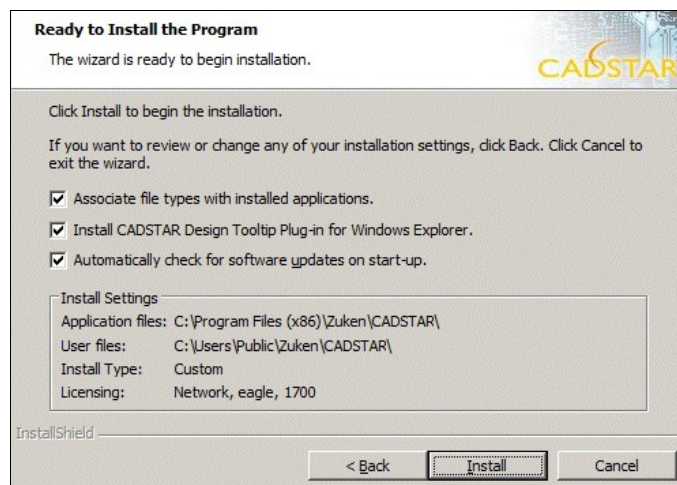 Ready to Install the Program
The wizard is ready to begin installation.
CADSTAR
Click Install to begin the installation.
If you want to review or change any of your installation settings, click Back. Click Cancel to
exit the wizard.
Associate file types with installed applications.
Install CADSTAR Design Tooltip Plug-in for Windows Explorer.
Automatically check for software updates on start-up.
Install Settings
Application files: C:\Program Files (x86)\Zuken\CADSTAR\
User files: C:\Users\Public\Zuken\CADSTAR\
Install Type: Custom
Licensing: Network, eagle, 1700
InstallShield
< Back Install Cancel